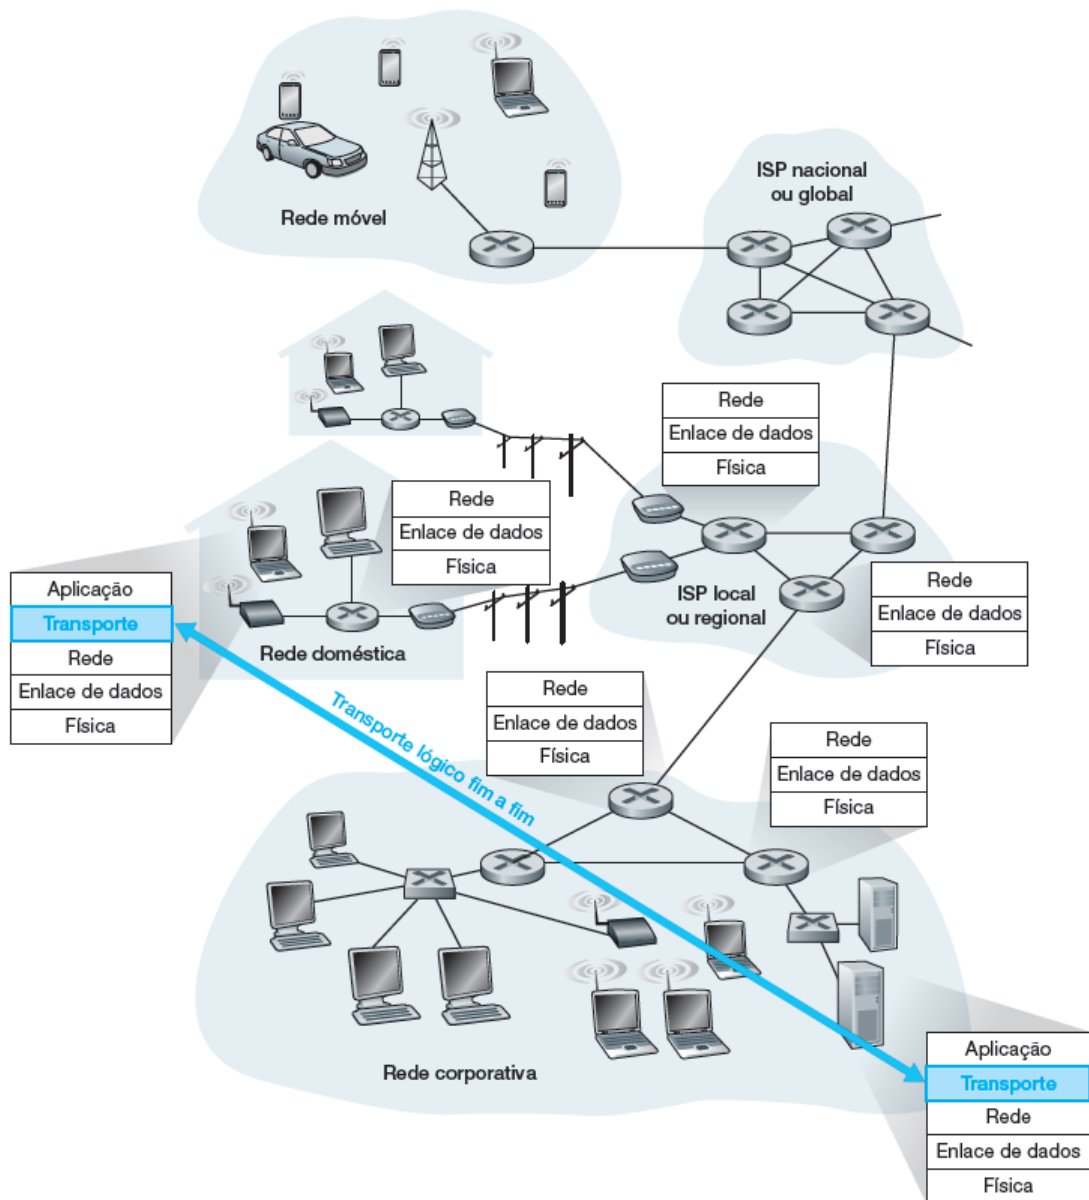 Rede móvel
ISP nacional
ou global
Rede
Enlace de dados
Física
Rede
Enlace de dados
Física
ISP local
ou regional
Rede
Enlace de dados
Física
Aplicação
Transporte
Rede
Enlace de dados
Física
Rede doméstica
Transporte lógico fim a fim
Rede
Enlace de dados
Física
Rede
Enlace de dados
Física
Rede corporativa
Aplicação
Transporte
Rede
Enlace de dados
Física